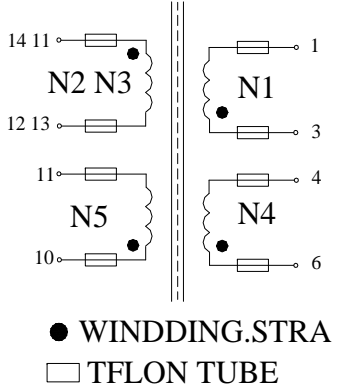 14 11
1
N2 N3
N1
12 13
3
11
4
N5
N4
10
6
WINDDING.STRA
TFLON TUBE